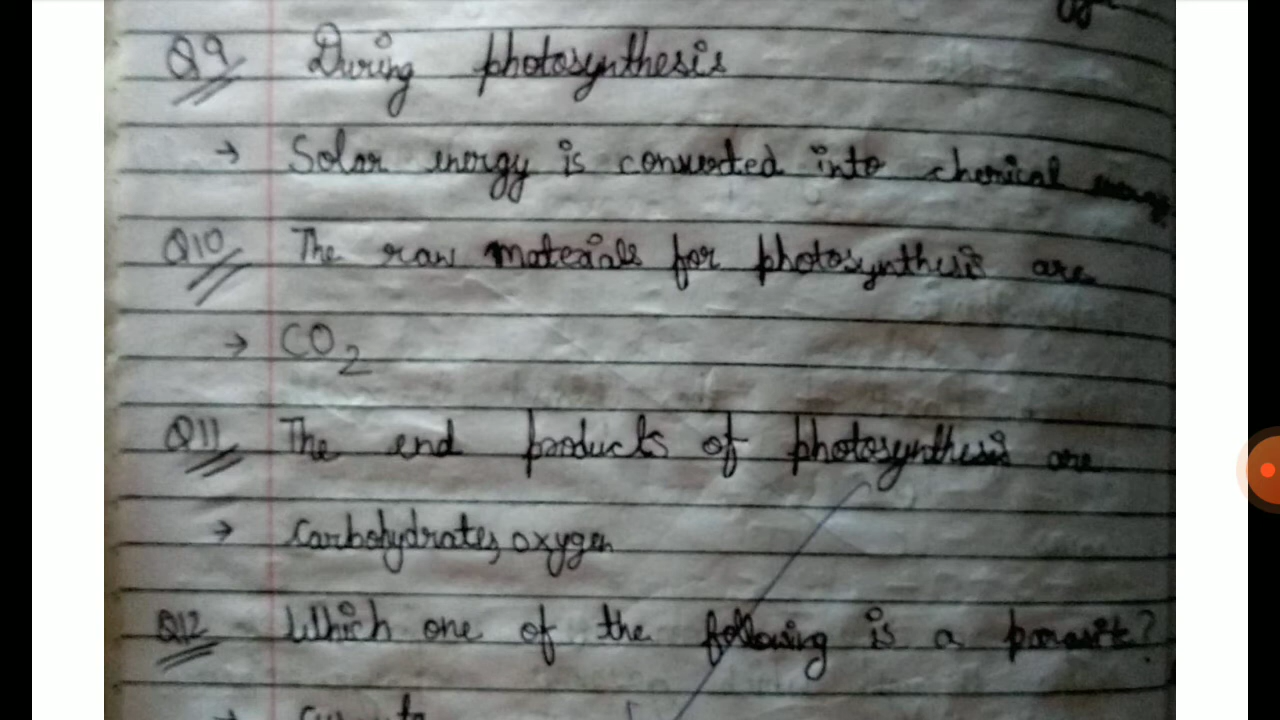 Q9 During photosynthesis
→ Solar energy is converted into chemical energy
Q10 The raw materials for photosynthesis are
→ CO2
Q11 The end products of photosynthesis are
→ Carbohydrates, oxygen
Q12 Which one of the following is a parasite?